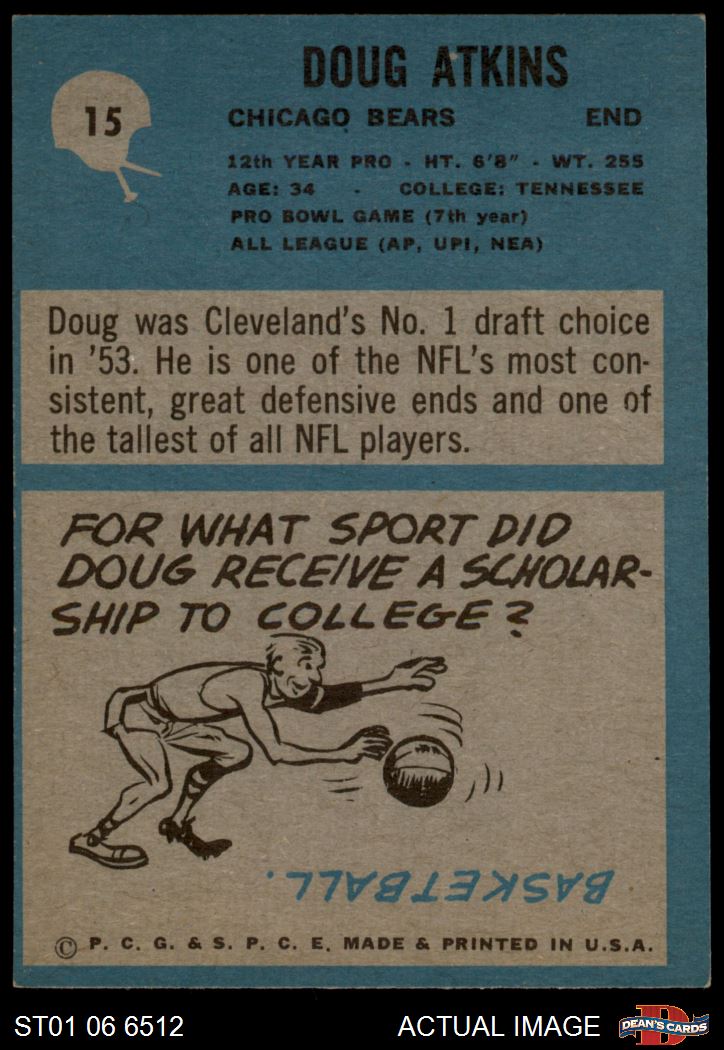 DOUG ATKINS
15
CHICAGO BEARS END
12th YEAR PRO - HT. 6'8" - WT. 255
AGE: 34 - COLLEGE: TENNESSEE
PRO BOWL GAME (7th year)
ALL LEAGUE (AP, UPI, NEA)
Doug was Cleveland's No. 1 draft choice
in '53. He is one of the NFL's most con-
sistent, great defensive ends and one of
the tallest of all NFL players.
FOR WHAT SPORT DID
DOUG RECEIVE A SCHOLAR-
SHIP TO COLLEGE?
BASKETBALL.
© P. C. G. & S. P. C. E. MADE & PRINTED IN U.S.A.
ST01 06 6512 ACTUAL IMAGE
D
DEAN'S CARDS